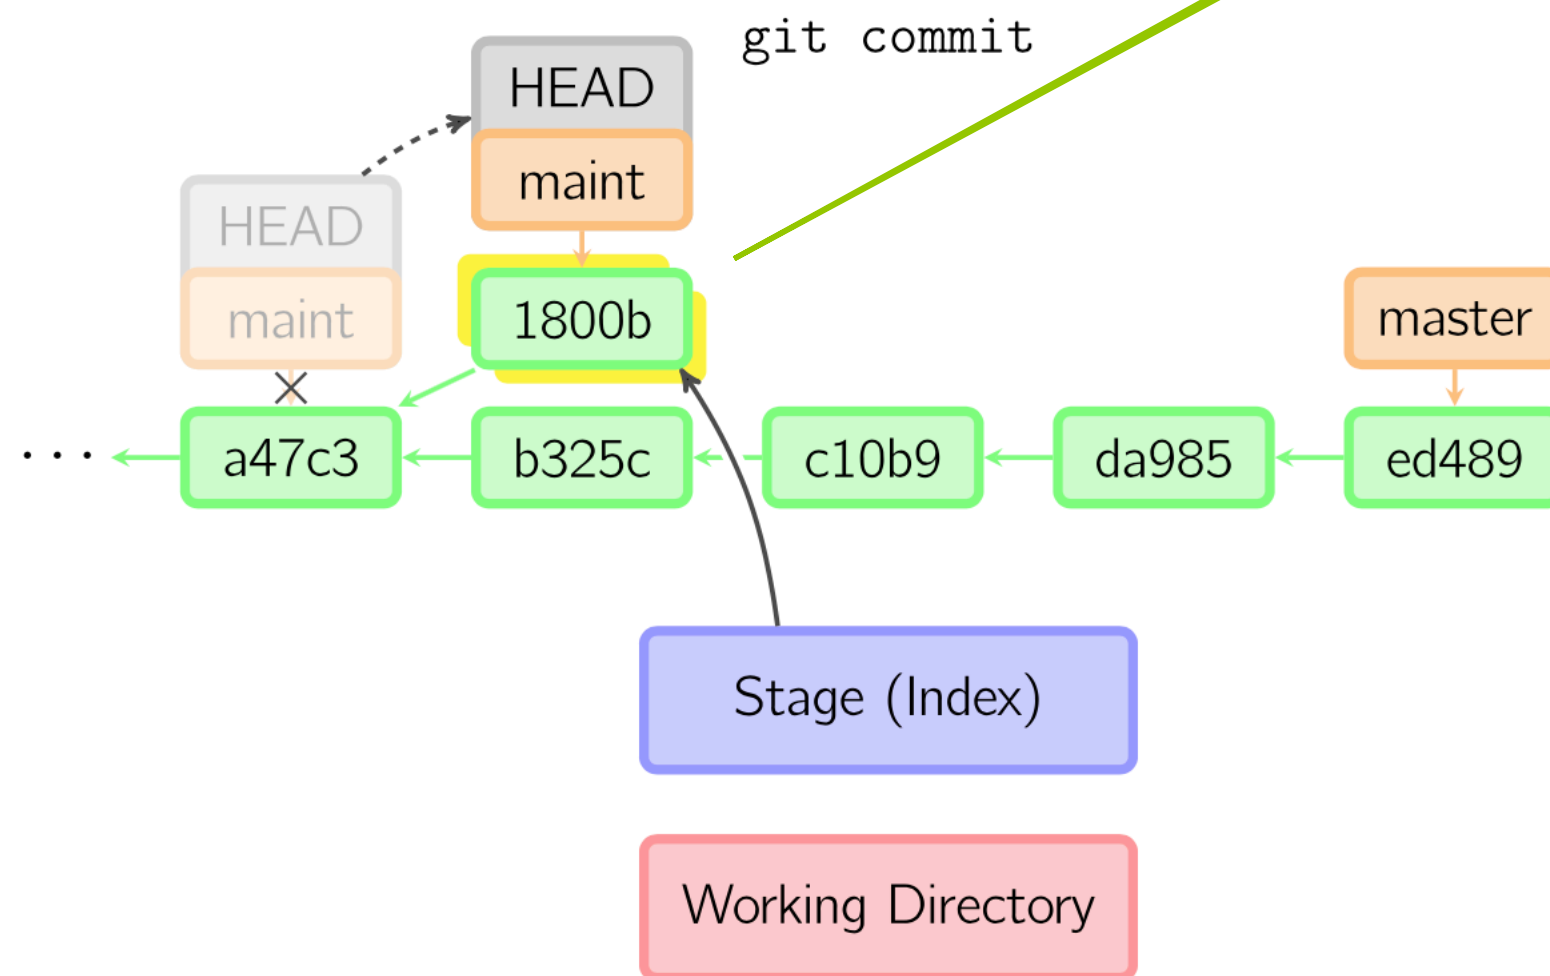 git commit
HEAD
maint
HEAD
maint
1800b
master
... a47c3 b325c c10b9 da985 ed489
Stage (Index)
Working Directory